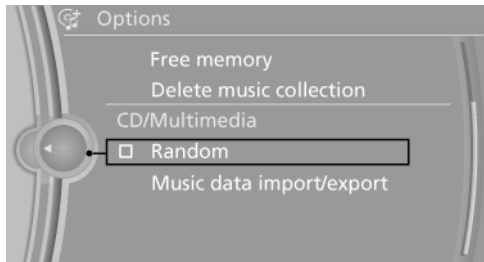 Options
Free memory
Delete music collection
CD/Multimedia
Random
Music data import/export